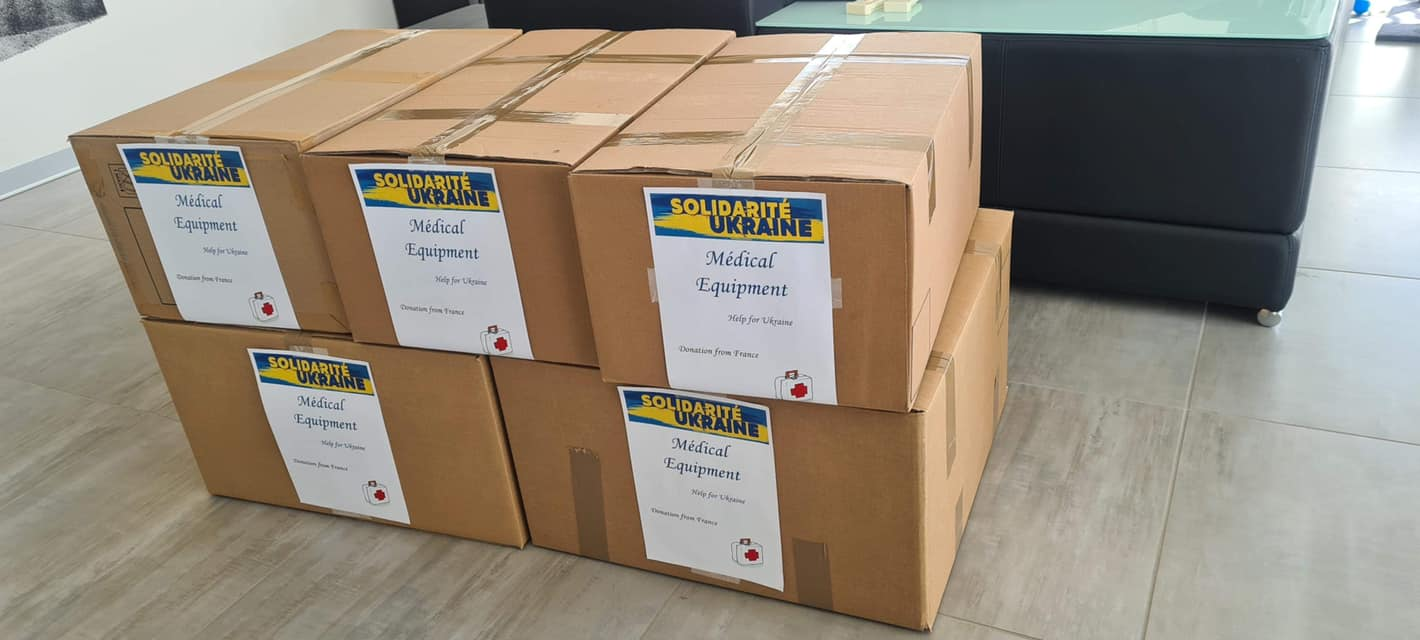 SOLIDARITÉ
UKRAINE
Médical
Equipment
Help for Ukraine
Donation from France
SOLIDARITÉ
UKRAINE
Médical
Equipment
Help for Ukraine
Donation from France
SOLIDARITÉ
UKRAINE
Médical
Equipment
Help for Ukraine
Donation from France
SOLIDARITÉ
UKRAINE
Médical
Equipment
Help for Ukraine
Donation from France
SOLIDARITÉ
UKRAINE
Médical
Equipment
Help for Ukraine
Donation from France